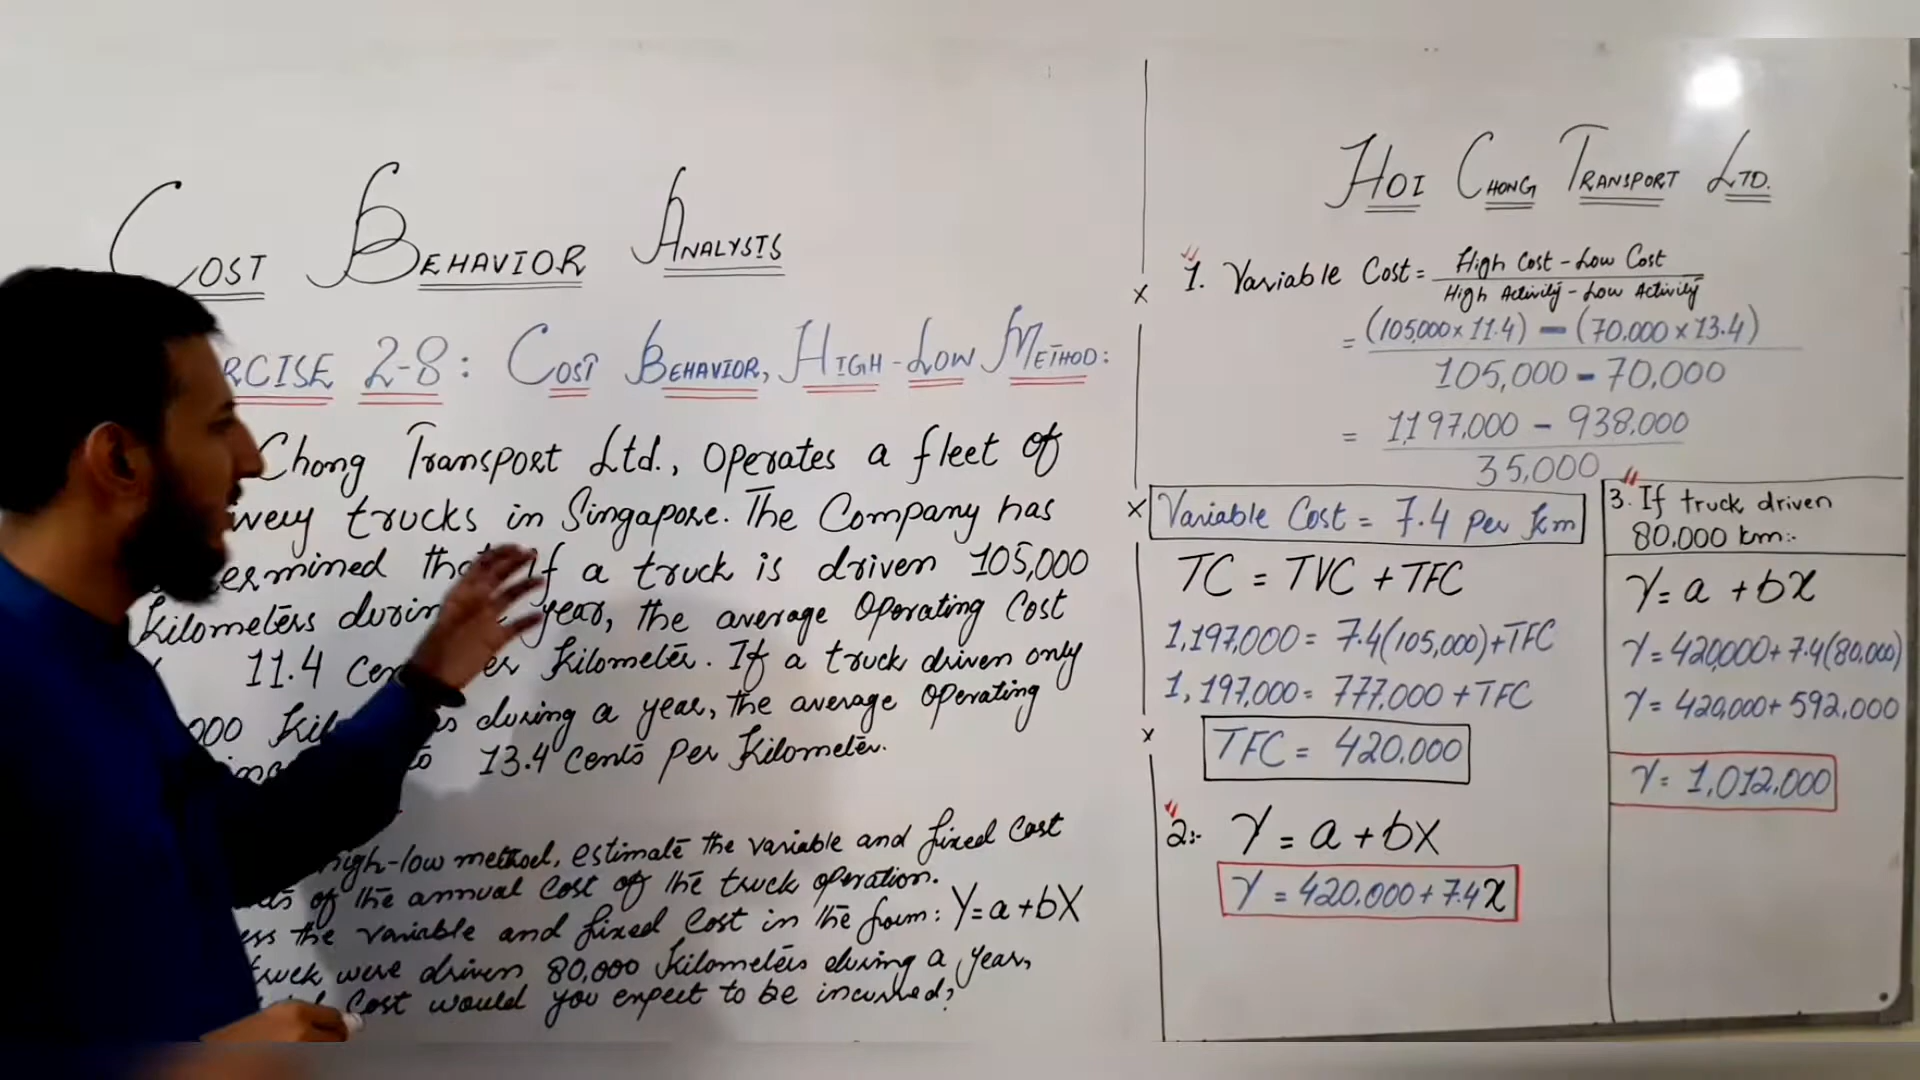 COST BEHAVIOR ANALYSIS
RCISE 2-8: COST BEHAVIOR, HIGH-LOW METHOD:
Chong Transport Ltd., operates a fleet of
trucks in Singapore. The Company has
ermined that if a truck is driven 105,000
Kilometers year, the average Operating Cost
11.4 er Kilometer. If a truck driven only
000 during a year, the average operating
13.4 Cents Per Kilometer.
high-low method, estimate the variable and fixed Cost
of the annual Cost of the truck operation.
ess the variable and fixed Cost in the form: Y=a+bX
truck were driven 80,000 Kilometers during a year,
Cost would you expect to be incurred?
HOI CHONG TRANSPORT LTD.
1. Variable Cost = High Cost - Low Cost
High Activity - Low Activity
= (105,000 x 11.4) - (70.000 x 13.4)
105,000 - 70,000
= 1,197,000 - 938,000
35,000
Variable Cost = 7.4 Per Km
TC = TVC + TFC
1,197,000 = 7.4(105,000)+TFC
1,197,000 = 777,000 + TFC
TFC = 420.000
2:- Y = a + bX
Y = 420.000 + 7.4X
3. If truck driven
80.000 km:-
Y = a + bX
Y = 420,000 + 7.4(80,000)
Y = 420,000 + 592,000
Y = 1,012,000